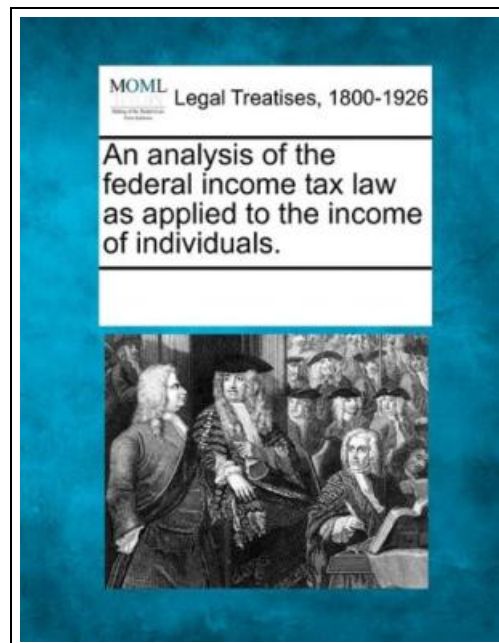 MOML
Legal Treatises, 1800-1926
An analysis of the
federal income tax law
as applied to the income
of individuals.